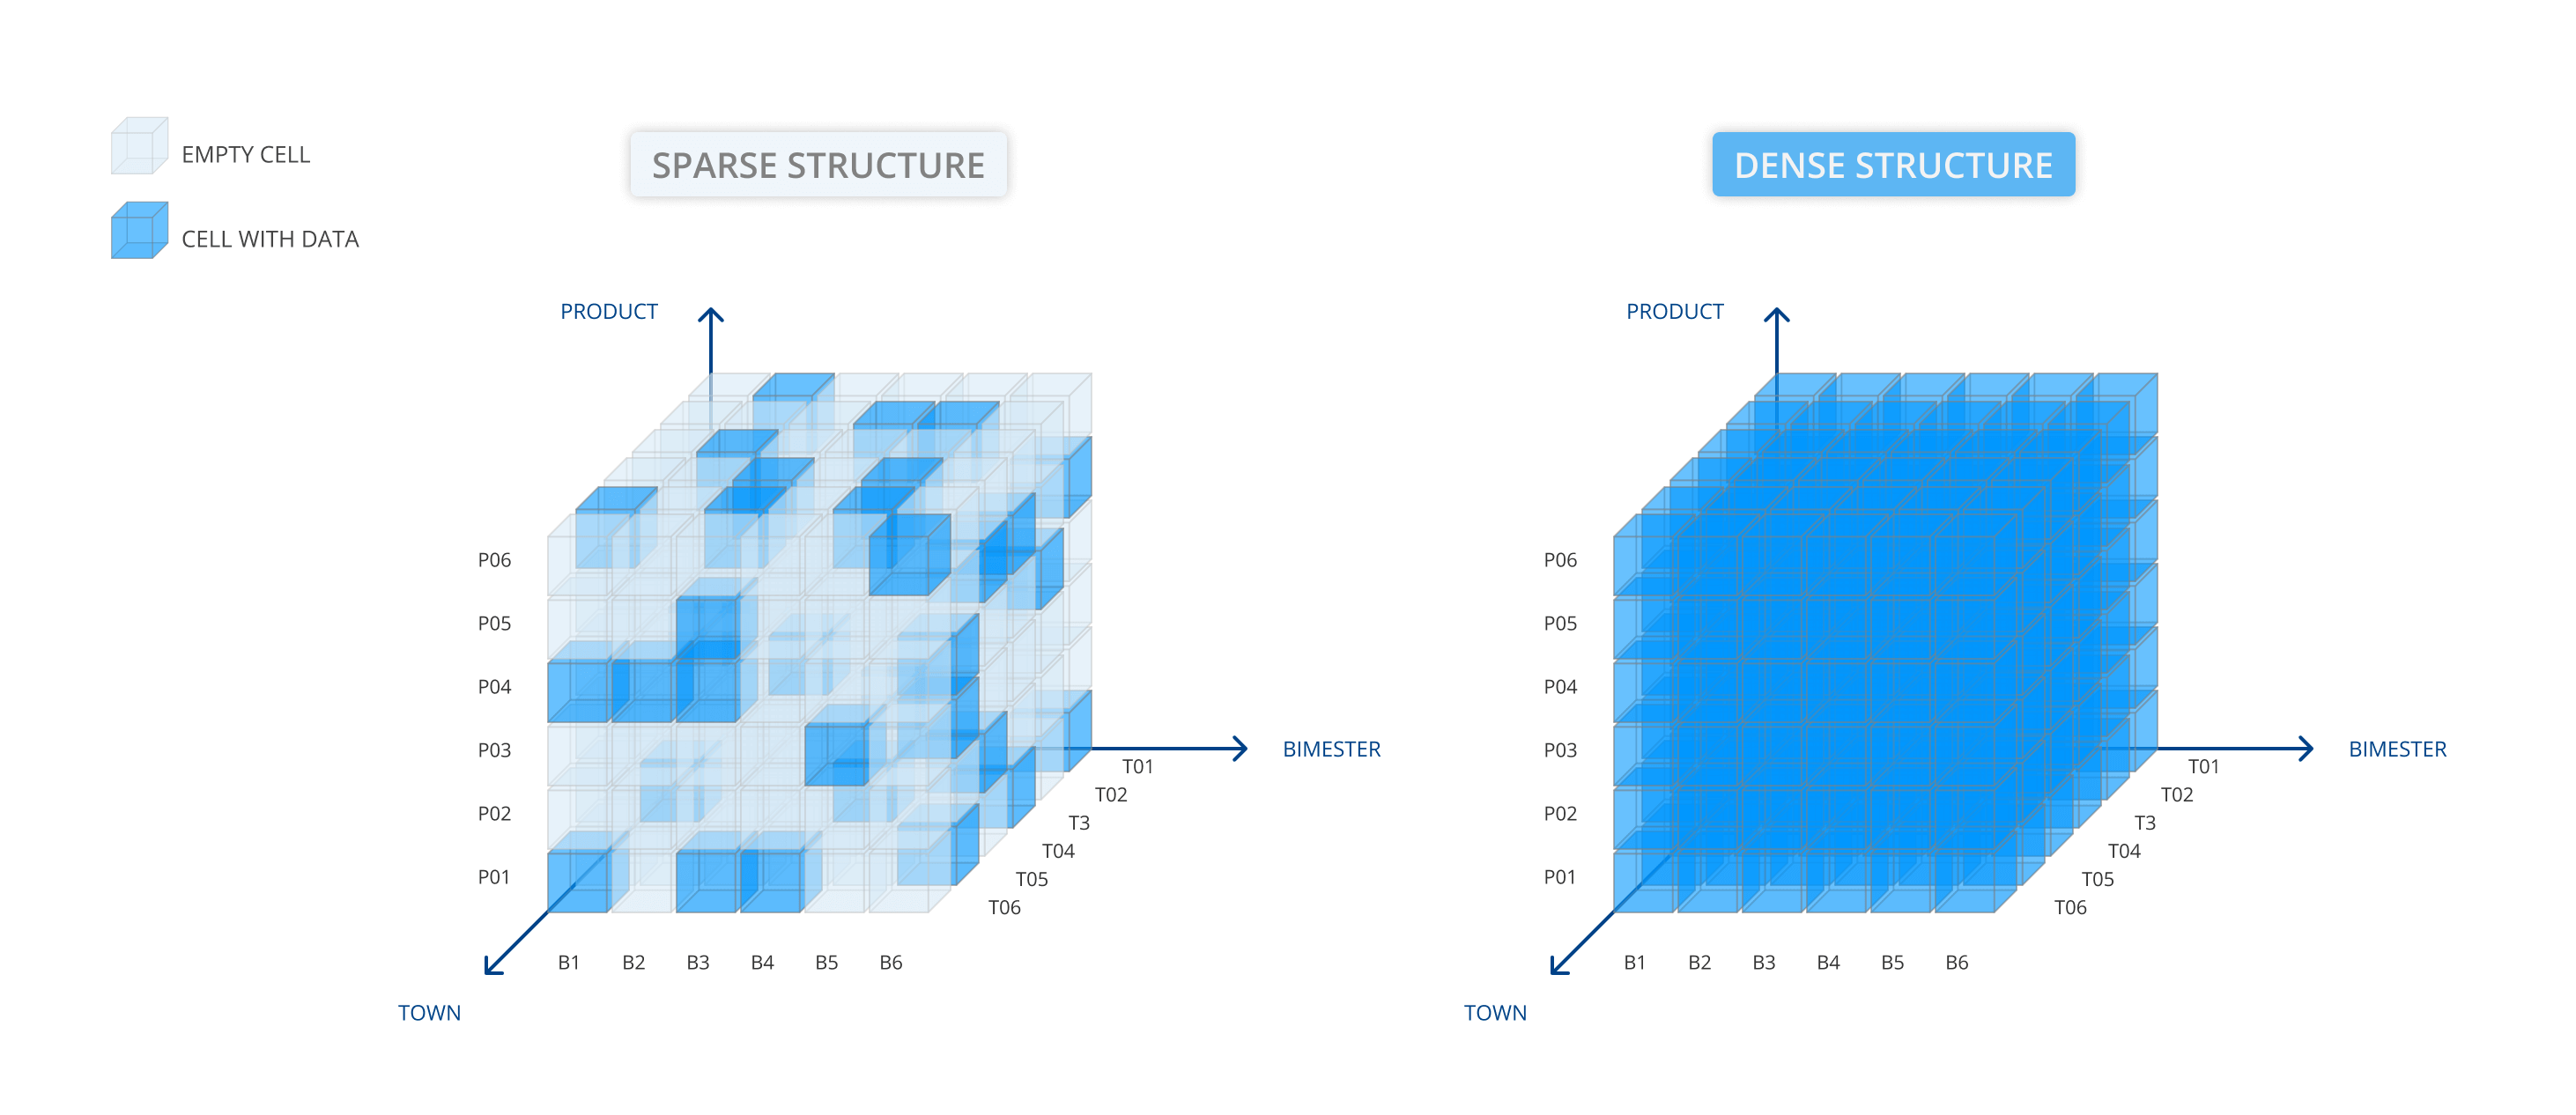 EMPTY CELL
CELL WITH DATA
SPARSE STRUCTURE
PRODUCT
P06
P05
P04
P03
P02
P01
BIMESTER
T01
T02
T3
T04
T05
T06
B1 B2 B3 B4 B5 B6
TOWN
DENSE STRUCTURE
PRODUCT
P06
P05
P04
P03
P02
P01
BIMESTER
T01
T02
T3
T04
T05
T06
B1 B2 B3 B4 B5 B6
TOWN